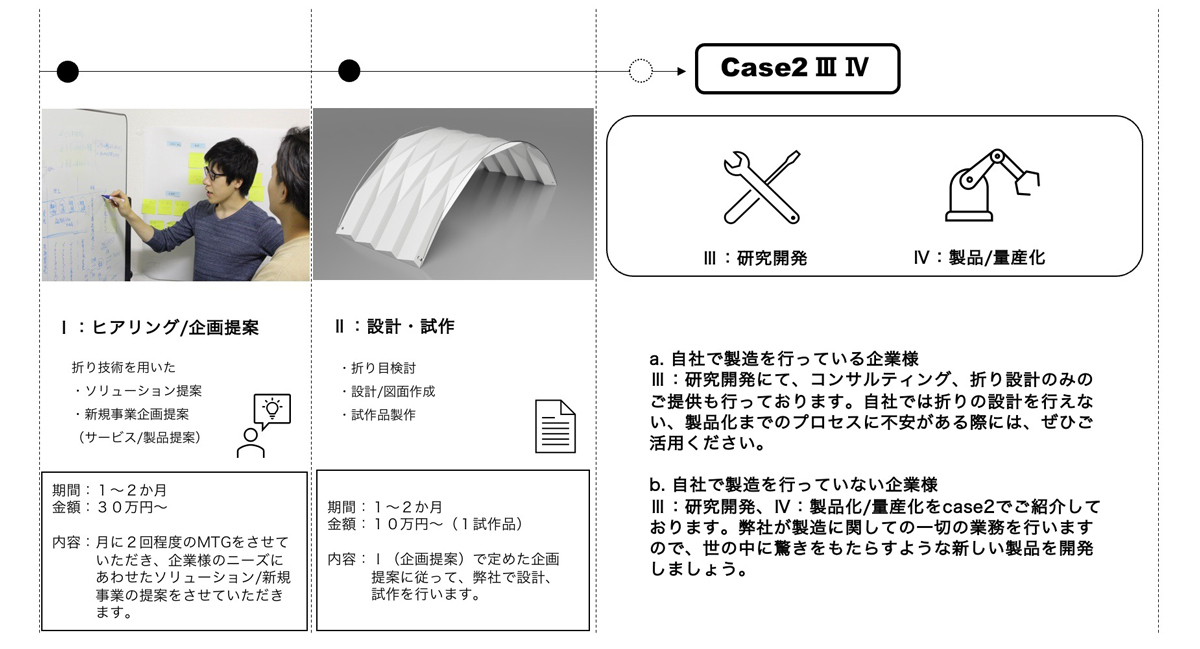 Case2 Ⅲ Ⅳ
Ⅲ：研究開発
Ⅳ：製品/量産化
Ⅰ：ヒアリング/企画提案
折り技術を用いた
・ソリューション提案
・新規事業企画提案
（サービス/製品提案）
期間：１〜２か月
金額：３０万円〜
内容：月に２回程度のMTGをさせて
いただき、企業様のニーズに
あわせたソリューション/新規
事業の提案をさせていただき
ます。
Ⅱ：設計・試作
・折り目検討
・設計/図面作成
・試作品製作
期間：１〜２か月
金額：１０万円〜（１試作品）
内容：Ⅰ（企画提案）で定めた企画
提案に従って、弊社で設計、
試作を行います。
a. 自社で製造を行っている企業様
Ⅲ：研究開発にて、コンサルティング、折り設計のみの
ご提供も行っております。自社では折りの設計を行えな
い、製品化までのプロセスに不安がある際には、ぜひご
活用ください。
b. 自社で製造を行っていない企業様
Ⅲ：研究開発、Ⅳ：製品化/量産化をcase2でご紹介して
おります。弊社が製造に関しての一切の業務を行います
ので、世の中に驚きをもたらすような新しい製品を開発
しましょう。